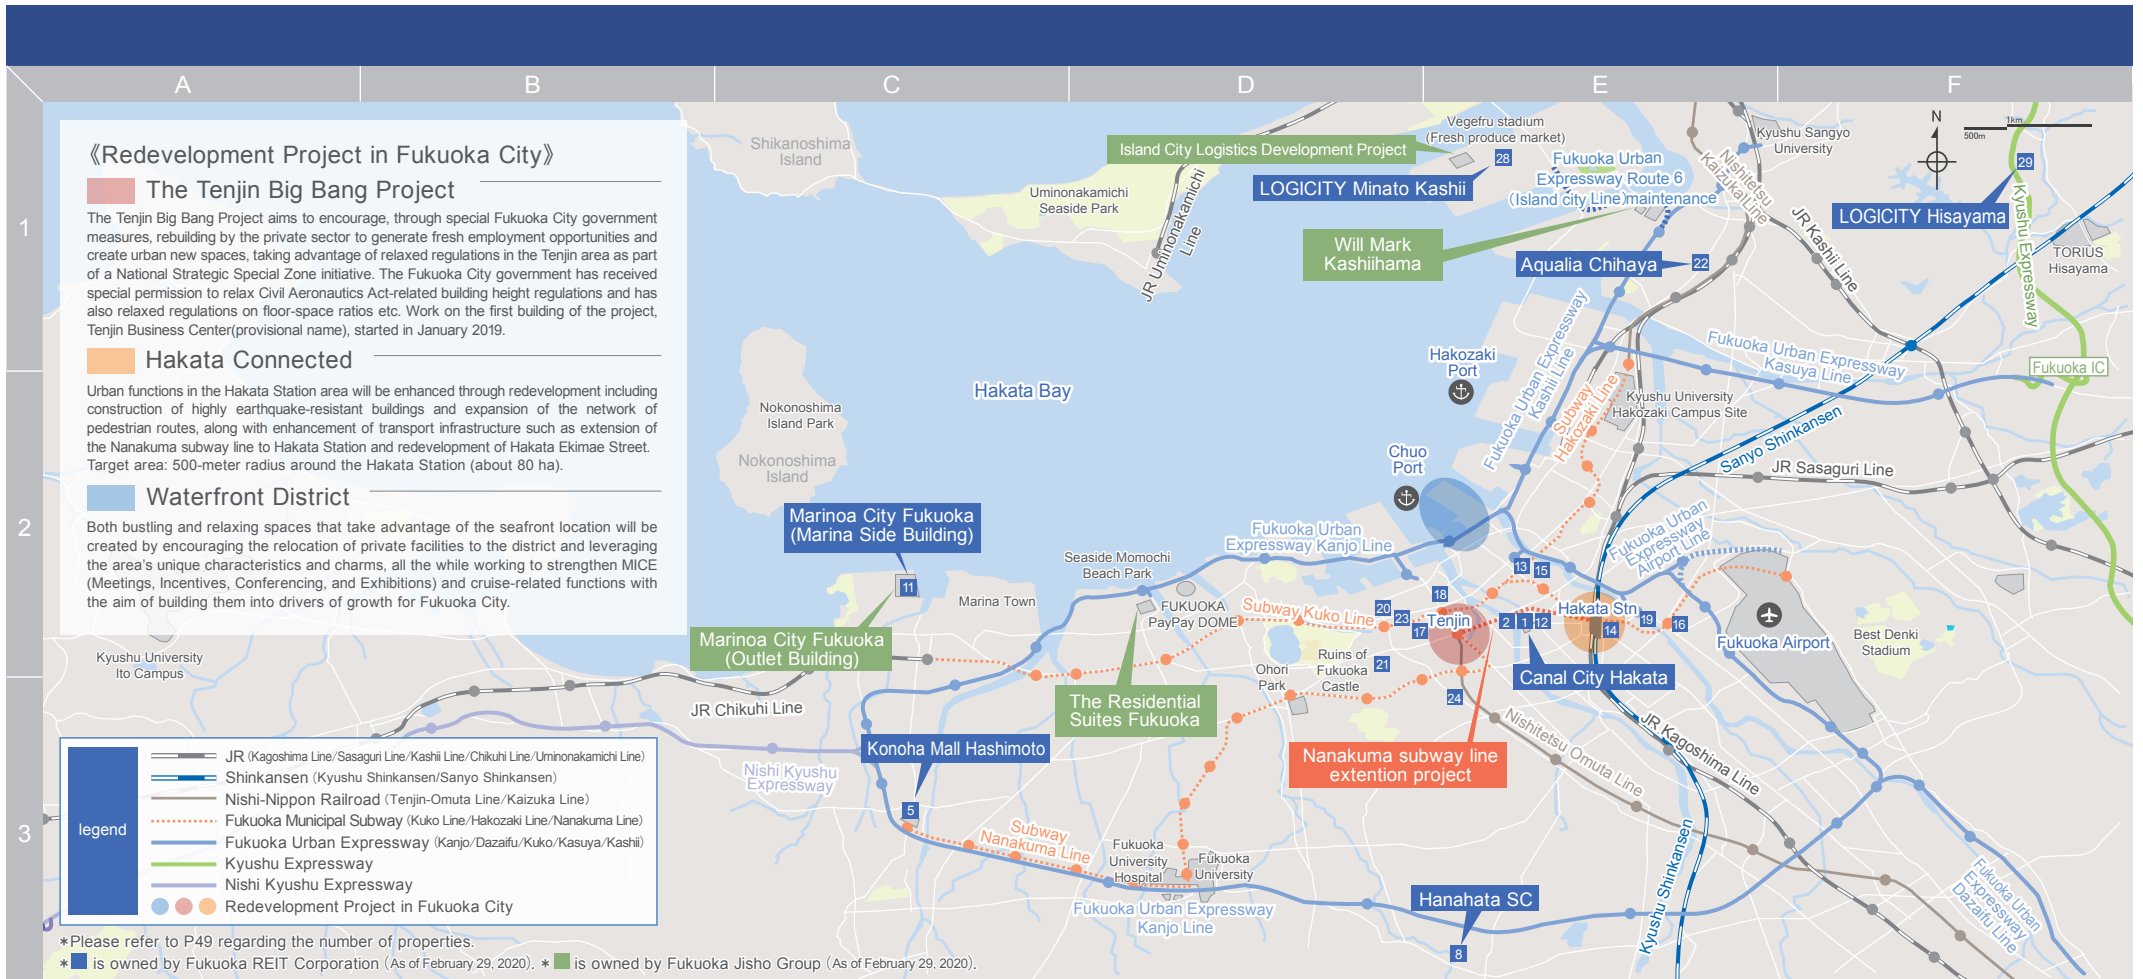 A B C D E F
1
2
3
《Redevelopment Project in Fukuoka City》
The Tenjin Big Bang Project
The Tenjin Big Bang Project aims to encourage, through special Fukuoka City government
measures, rebuilding by the private sector to generate fresh employment opportunities and
create urban new spaces, taking advantage of relaxed regulations in the Tenjin area as part
of a National Strategic Special Zone initiative. The Fukuoka City government has received
special permission to relax Civil Aeronautics Act-related building height regulations and has
also relaxed regulations on floor-space ratios etc. Work on the first building of the project,
Tenjin Business Center(provisional name), started in January 2019.
Hakata Connected
Urban functions in the Hakata Station area will be enhanced through redevelopment including
construction of highly earthquake-resistant buildings and expansion of the network of
pedestrian routes, along with enhancement of transport infrastructure such as extension of
the Nanakuma subway line to Hakata Station and redevelopment of Hakata Ekimae Street.
Target area: 500-meter radius around the Hakata Station (about 80 ha).
Waterfront District
Both bustling and relaxing spaces that take advantage of the seafront location will be
created by encouraging the relocation of private facilities to the district and leveraging
the area's unique characteristics and charms, all the while working to strengthen MICE
(Meetings, Incentives, Conferencing, and Exhibitions) and cruise-related functions with
the aim of building them into drivers of growth for Fukuoka City.
Kyushu University
Ito Campus
legend
JR (Kagoshima Line/Sasaguri Line/Kashii Line/Chikuhi Line/Uminonakamichi Line)
Shinkansen (Kyushu Shinkansen/Sanyo Shinkansen)
Nishi-Nippon Railroad (Tenjin-Omuta Line/Kaizuka Line)
Fukuoka Municipal Subway (Kuko Line/Hakozaki Line/Nanakuma Line)
Fukuoka Urban Expressway (Kanjo/Dazaifu/Kuko/Kasuya/Kashii)
Kyushu Expressway
Nishi Kyushu Expressway
Redevelopment Project in Fukuoka City
*Please refer to P49 regarding the number of properties.
* is owned by Fukuoka REIT Corporation (As of February 29, 2020). * is owned by Fukuoka Jisho Group (As of February 29, 2020).
Shikanoshima
Island
Uminonakamichi
Seaside Park
JR Uminonakamichi
Line
Island City Logistics Development Project
Vegefru stadium
(Fresh produce market)
28
LOGICITY Minato Kashii
Fukuoka Urban
Expressway Route 6
(Island city Line)maintenance
Will Mark
Kashiihama
Aqualia Chihaya
22
Nishitetsu
Kaizuka Line
Kyushu Sangyo
University
JR Kashii Line
N
500m
1km
29
LOGICITY Hisayama
Kyushu Expressway
TORIUS
Hisayama
Fukuoka IC
Hakozaki
Port
Fukuoka Urban Expressway
Kashii Line
Subway
Hakozaki Line
Kyushu University
Hakozaki Campus Site
Fukuoka Urban Expressway
Kasuya Line
Sanyo Shinkansen
JR Sasaguri Line
Hakata Bay
Nokonoshima
Island Park
Nokonoshima
Island
Chuo
Port
Marinoa City Fukuoka
(Marina Side Building)
11
Marina Town
Marinoa City Fukuoka
(Outlet Building)
Seaside Momochi
Beach Park
FUKUOKA
PayPay DOME
Fukuoka Urban
Expressway Kanjo Line
Subway Kuko Line
20
23
18
17
Tenjin
13
15
2
1
12
Hakata Stn
14
19
16
Fukuoka Urban
Expressway
Airport Line
Fukuoka Airport
Best Denki
Stadium
Canal City Hakata
Ruins of
Fukuoka
Castle
21
Ohori
Park
24
The Residential
Suites Fukuoka
JR Chikuhi Line
Nishi Kyushu
Expressway
Konoha Mall Hashimoto
5
Subway
Nanakuma Line
Nanakuma subway line
extention project
Nishitetsu Omuta Line
JR Kagoshima Line
Kyushu Shinkansen
Fukuoka
University
Hospital
Fukuoka
University
Fukuoka Urban Expressway
Kanjo Line
Hanahata SC
8
Fukuoka Urban
Expressway
Dazaifu Line